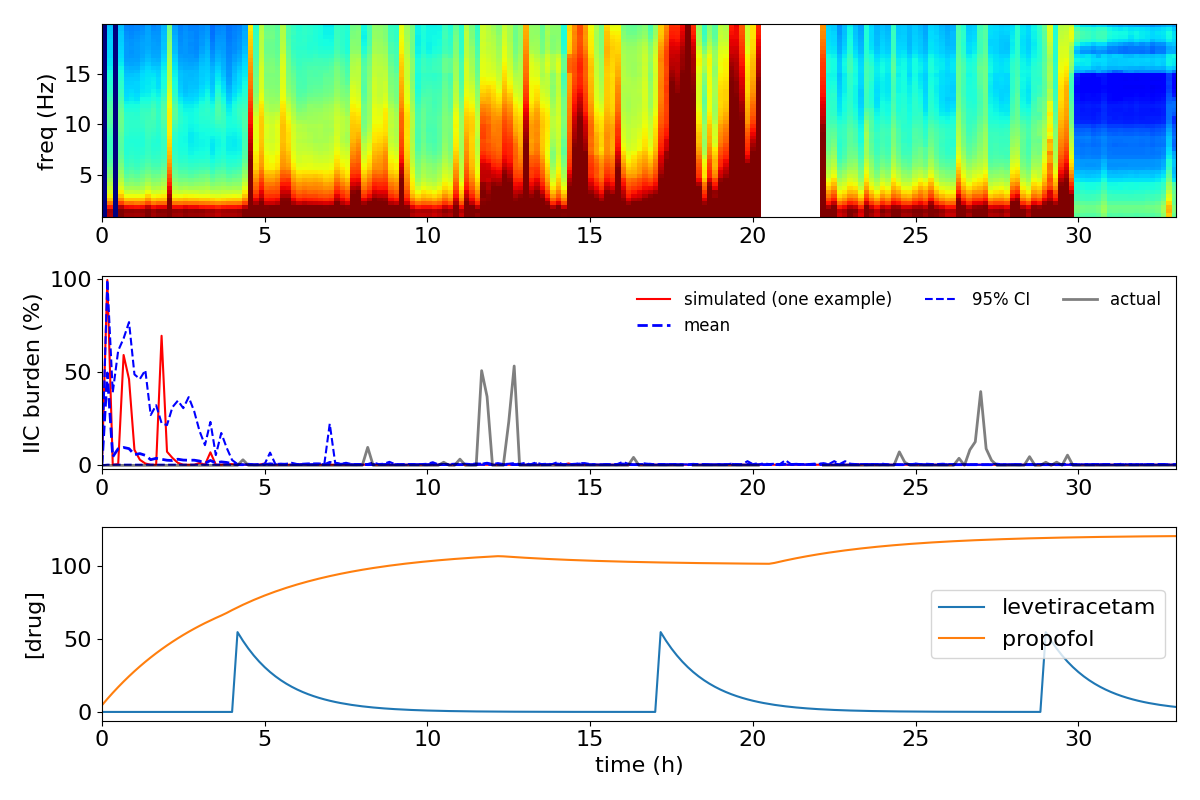 15
10
5
freq (Hz)
0 5 10 15 20 25 30
100
50
0
IIC burden (%)
simulated (one example) 95% CI actual
mean
0 5 10 15 20 25 30
100
50
0
[drug]
levetiracetam
propofol
0 5 10 15 20 25 30
time (h)